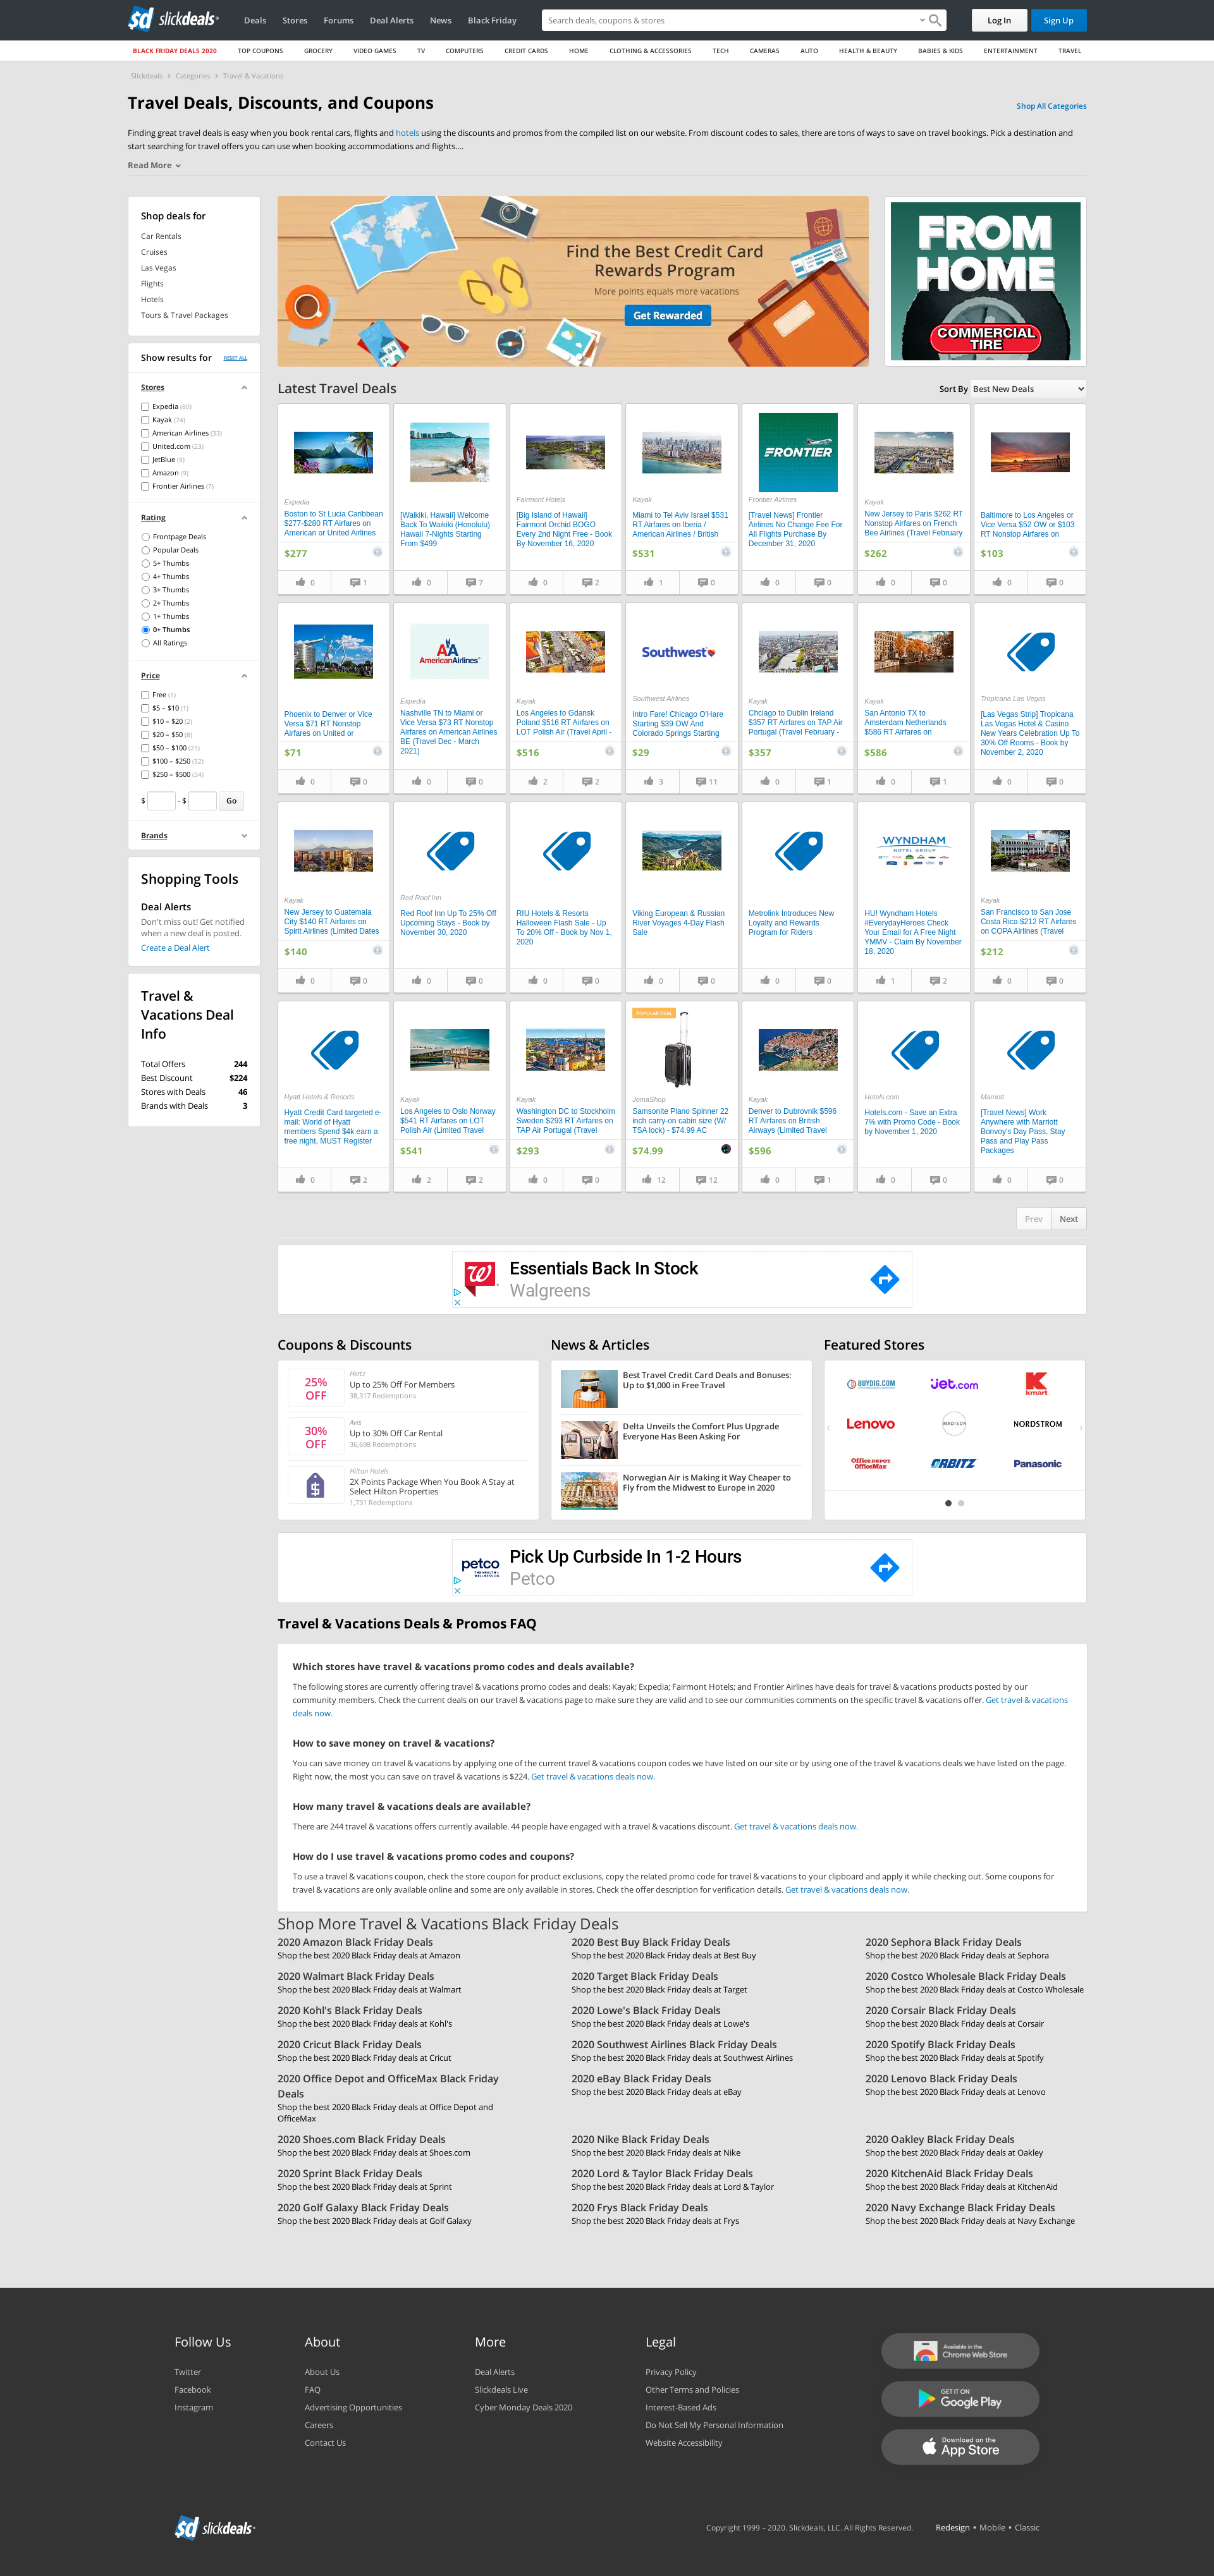 slickdeals
Deals
Stores
Forums
Deal Alerts
News
Black Friday
Search deals, coupons & stores
Log In
Sign Up
BLACK FRIDAY DEALS 2020
TOP COUPONS
GROCERY
VIDEO GAMES
TV
COMPUTERS
CREDIT CARDS
HOME
CLOTHING & ACCESSORIES
TECH
CAMERAS
AUTO
HEALTH & BEAUTY
BABIES & KIDS
ENTERTAINMENT
TRAVEL
Slickdeals > Categories > Travel & Vacations
Travel Deals, Discounts, and Coupons
Shop All Categories
Finding great travel deals is easy when you book rental cars, flights and hotels using the discounts and promos from the compiled list on our website. From discount codes to sales, there are tons of ways to save on travel bookings. Pick a destination and
start searching for travel offers you can use when booking accommodations and flights....
Read More
Shop deals for
Car Rentals
Cruises
Las Vegas
Flights
Hotels
Tours & Travel Packages
Show results for
RESET ALL
Stores
Expedia (80)
Kayak (74)
American Airlines (33)
United.com (23)
JetBlue (9)
Amazon (9)
Frontier Airlines (7)
Rating
Frontpage Deals
Popular Deals
5+ Thumbs
4+ Thumbs
3+ Thumbs
2+ Thumbs
1+ Thumbs
0+ Thumbs
All Ratings
Price
Free (1)
$5 – $10 (1)
$10 – $20 (2)
$20 – $50 (8)
$50 – $100 (21)
$100 – $250 (32)
$250 – $500 (34)
$ - $ Go
Brands
Shopping Tools
Deal Alerts
Don't miss out! Get notified
when a new deal is posted.
Create a Deal Alert
Travel &
Vacations Deal
Info
Total Offers 244
Best Discount $224
Stores with Deals 46
Brands with Deals 3
Find the Best Credit Card
Rewards Program
More points equals more vacations
Get Rewarded
PASSPORT
FROM
HOME
COMMERCIAL
TIRE
Latest Travel Deals
Sort By Best New Deals
Expedia
Boston to St Lucia Caribbean
$277-$280 RT Airfares on
American or United Airlines
$277
0 1
[Waikiki, Hawaii] Welcome
Back To Waikiki (Honolulu)
Hawaii 7-Nights Starting
From $499
0 7
Fairmont Hotels
[Big Island of Hawaii]
Fairmont Orchid BOGO
Every 2nd Night Free - Book
By November 16, 2020
0 2
Kayak
Miami to Tel Aviv Israel $531
RT Airfares on Iberia /
American Airlines / British
$531
1 0
FRONTIER
Frontier Airlines
[Travel News] Frontier
Airlines No Change Fee For
All Flights Purchase By
December 31, 2020
0 0
Kayak
New Jersey to Paris $262 RT
Nonstop Airfares on French
Bee Airlines (Travel February
$262
0 0
Baltimore to Los Angeles or
Vice Versa $52 OW or $103
RT Nonstop Airfares on
$103
0 0
Phoenix to Denver or Vice
Versa $71 RT Nonstop
Airfares on United or
$71
0 0
AmericanAirlines
Expedia
Nashville TN to Miami or
Vice Versa $73 RT Nonstop
Airfares on American Airlines
BE (Travel Dec - March
2021)
0 0
Kayak
Los Angeles to Gdansk
Poland $516 RT Airfares on
LOT Polish Air (Travel April -
$516
2 2
Southwest
Southwest Airlines
Intro Fare! Chicago O'Hare
Starting $39 OW And
Colorado Springs Starting
$29
3 11
Kayak
Chciago to Dublin Ireland
$357 RT Airfares on TAP Air
Portugal (Travel February -
$357
0 1
Kayak
San Antonio TX to
Amsterdam Netherlands
$586 RT Airfares on
$586
0 1
Tropicana Las Vegas
[Las Vegas Strip] Tropicana
Las Vegas Hotel & Casino
New Years Celebration Up To
30% Off Rooms - Book by
November 2, 2020
0 0
Kayak
New Jersey to Guatemala
City $140 RT Airfares on
Spirit Airlines (Limited Dates
$140
0 0
Red Roof Inn
Red Roof Inn Up To 25% Off
Upcoming Stays - Book by
November 30, 2020
0 0
RIU Hotels & Resorts
Halloween Flash Sale - Up
To 20% Off - Book by Nov 1,
2020
0 0
Viking European & Russian
River Voyages 4-Day Flash
Sale
0 0
Metrolink Introduces New
Loyalty and Rewards
Program for Riders
0 0
WYNDHAM
HOTEL GROUP
HU! Wyndham Hotels
#EverydayHeroes Check
Your Email for A Free Night
YMMV - Claim By November
18, 2020
1 2
Kayak
San Francisco to San Jose
Costa Rica $212 RT Airfares
on COPA Airlines (Travel
$212
0 0
Hyatt Hotels & Resorts
Hyatt Credit Card targeted e-
mail: World of Hyatt
members Spend $4k earn a
free night, MUST Register
0 2
Kayak
Los Angeles to Oslo Norway
$541 RT Airfares on LOT
Polish Air (Limited Travel
$541
2 2
Kayak
Washington DC to Stockholm
Sweden $293 RT Airfares on
TAP Air Portugal (Travel
$293
0 0
POPULAR DEAL
JomaShop
Samsonite Plano Spinner 22
inch carry-on cabin size (W/
TSA lock) - $74.99 AC
$74.99
12 12
Kayak
Denver to Dubrovnik $596
RT Airfares on British
Airways (Limited Travel
$596
0 1
Hotels.com
Hotels.com - Save an Extra
7% with Promo Code - Book
by November 1, 2020
0 0
Marriott
[Travel News] Work
Anywhere with Marriott
Bonvoy's Day Pass, Stay
Pass and Play Pass
Packages
0 0
Prev Next
Essentials Back In Stock
Walgreens
Coupons & Discounts
25%
OFF
Hertz
Up to 25% Off For Members
38,317 Redemptions
30%
OFF
Avis
Up to 30% Off Car Rental
36,698 Redemptions
Hilton Hotels
2X Points Package When You Book A Stay at
Select Hilton Properties
1,731 Redemptions
News & Articles
Best Travel Credit Card Deals and Bonuses:
Up to $1,000 in Free Travel
Delta Unveils the Comfort Plus Upgrade
Everyone Has Been Asking For
Norwegian Air is Making it Way Cheaper to
Fly from the Midwest to Europe in 2020
Featured Stores
BUYDIG.COM
jet.com
kmart
Lenovo
MADISON
NORDSTROM
Office DEPOT
OfficeMax
ORBITZ
Panasonic
petco
Pick Up Curbside In 1-2 Hours
Petco
Travel & Vacations Deals & Promos FAQ
Which stores have travel & vacations promo codes and deals available?
The following stores are currently offering travel & vacations promo codes and deals: Kayak; Expedia; Fairmont Hotels; and Frontier Airlines have deals for travel & vacations products posted by our
community members. Check the current deals on our travel & vacations page to make sure they are valid and to see our communities comments on the specific travel & vacations offer. Get travel & vacations
deals now.
How to save money on travel & vacations?
You can save money on travel & vacations by applying one of the current travel & vacations coupon codes we have listed on our site or by using one of the travel & vacations deals we have listed on the page.
Right now, the most you can save on travel & vacations is $224. Get travel & vacations deals now.
How many travel & vacations deals are available?
There are 244 travel & vacations offers currently available. 44 people have engaged with a travel & vacations discount. Get travel & vacations deals now.
How do I use travel & vacations promo codes and coupons?
To use a travel & vacations coupon, check the store coupon for product exclusions, copy the related promo code for travel & vacations to your clipboard and apply it while checking out. Some coupons for
travel & vacations are only available online and some are only available in stores. Check the offer description for verification details. Get travel & vacations deals now.
Shop More Travel & Vacations Black Friday Deals
2020 Amazon Black Friday Deals
Shop the best 2020 Black Friday deals at Amazon
2020 Best Buy Black Friday Deals
Shop the best 2020 Black Friday deals at Best Buy
2020 Sephora Black Friday Deals
Shop the best 2020 Black Friday deals at Sephora
2020 Walmart Black Friday Deals
Shop the best 2020 Black Friday deals at Walmart
2020 Target Black Friday Deals
Shop the best 2020 Black Friday deals at Target
2020 Costco Wholesale Black Friday Deals
Shop the best 2020 Black Friday deals at Costco Wholesale
2020 Kohl's Black Friday Deals
Shop the best 2020 Black Friday deals at Kohl's
2020 Lowe's Black Friday Deals
Shop the best 2020 Black Friday deals at Lowe's
2020 Corsair Black Friday Deals
Shop the best 2020 Black Friday deals at Corsair
2020 Cricut Black Friday Deals
Shop the best 2020 Black Friday deals at Cricut
2020 Southwest Airlines Black Friday Deals
Shop the best 2020 Black Friday deals at Southwest Airlines
2020 Spotify Black Friday Deals
Shop the best 2020 Black Friday deals at Spotify
2020 Office Depot and OfficeMax Black Friday
Deals
Shop the best 2020 Black Friday deals at Office Depot and
OfficeMax
2020 eBay Black Friday Deals
Shop the best 2020 Black Friday deals at eBay
2020 Lenovo Black Friday Deals
Shop the best 2020 Black Friday deals at Lenovo
2020 Shoes.com Black Friday Deals
Shop the best 2020 Black Friday deals at Shoes.com
2020 Nike Black Friday Deals
Shop the best 2020 Black Friday deals at Nike
2020 Oakley Black Friday Deals
Shop the best 2020 Black Friday deals at Oakley
2020 Sprint Black Friday Deals
Shop the best 2020 Black Friday deals at Sprint
2020 Lord & Taylor Black Friday Deals
Shop the best 2020 Black Friday deals at Lord & Taylor
2020 KitchenAid Black Friday Deals
Shop the best 2020 Black Friday deals at KitchenAid
2020 Golf Galaxy Black Friday Deals
Shop the best 2020 Black Friday deals at Golf Galaxy
2020 Frys Black Friday Deals
Shop the best 2020 Black Friday deals at Frys
2020 Navy Exchange Black Friday Deals
Shop the best 2020 Black Friday deals at Navy Exchange
Follow Us
Twitter
Facebook
Instagram
About
About Us
FAQ
Advertising Opportunities
Careers
Contact Us
More
Deal Alerts
Slickdeals Live
Cyber Monday Deals 2020
Legal
Privacy Policy
Other Terms and Policies
Interest-Based Ads
Do Not Sell My Personal Information
Website Accessibility
Available in the
Chrome Web Store
GET IT ON
Google Play
Download on the
App Store
slickdeals
Copyright 1999 – 2020. Slickdeals, LLC. All Rights Reserved.
Redesign • Mobile • Classic